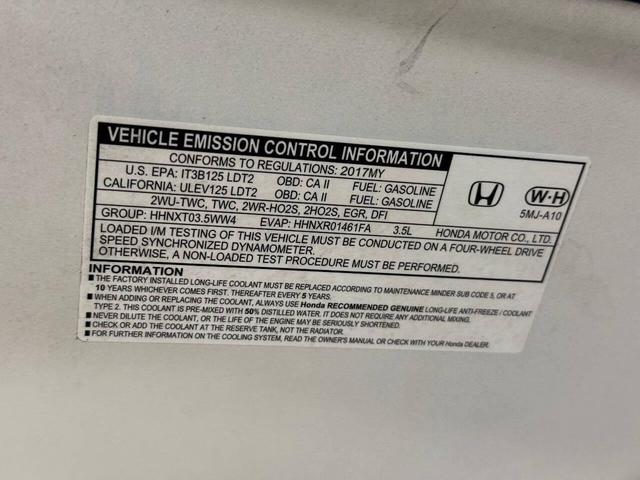 VEHICLE EMISSION CONTROL INFORMATION
CONFORMS TO REGULATIONS: 2017MY
U.S. EPA: IT3B125 LDT2 OBD: CA II FUEL: GASOLINE
CALIFORNIA: ULEV125 LDT2 OBD: CA II FUEL: GASOLINE
2WU-TWC, TWC, 2WR-HO2S, 2HO2S, EGR, DFI
GROUP: HHNXT03.5WW4 EVAP: HHNXR01461FA 3.5L
W-H
5MJ-A10
HONDA MOTOR CO., LTD.
LOADED I/M TESTING OF THIS VEHICLE MUST BE CONDUCTED ON A FOUR-WHEEL DRIVE
SPEED SYNCHRONIZED DYNAMOMETER.
OTHERWISE, A NON-LOADED TEST PROCEDURE MUST BE PERFORMED.
INFORMATION
■ THE FACTORY INSTALLED LONG-LIFE COOLANT MUST BE REPLACED ACCORDING TO MAINTENANCE MINDER SUB CODE 5, OR AT
10 YEARS WHICHEVER COMES FIRST. THEREAFTER EVERY 5 YEARS.
■ WHEN ADDING OR REPLACING THE COOLANT, ALWAYS USE Honda RECOMMENDED GENUINE LONG-LIFE ANTI-FREEZE / COOLANT
TYPE 2. THIS COOLANT IS PRE-MIXED WITH 50% DISTILLED WATER. IT DOES NOT REQUIRE ANY ADDITIONAL MIXING.
■ NEVER DILUTE THE COOLANT, OR THE LIFE OF THE ENGINE MAY BE SERIOUSLY SHORTENED.
■ CHECK OR ADD THE COOLANT AT THE RESERVE TANK, NOT THE RADIATOR.
■ FOR FURTHER INFORMATION ON THE COOLING SYSTEM, READ THE OWNER'S MANUAL OR CHECK WITH YOUR Honda DEALER.